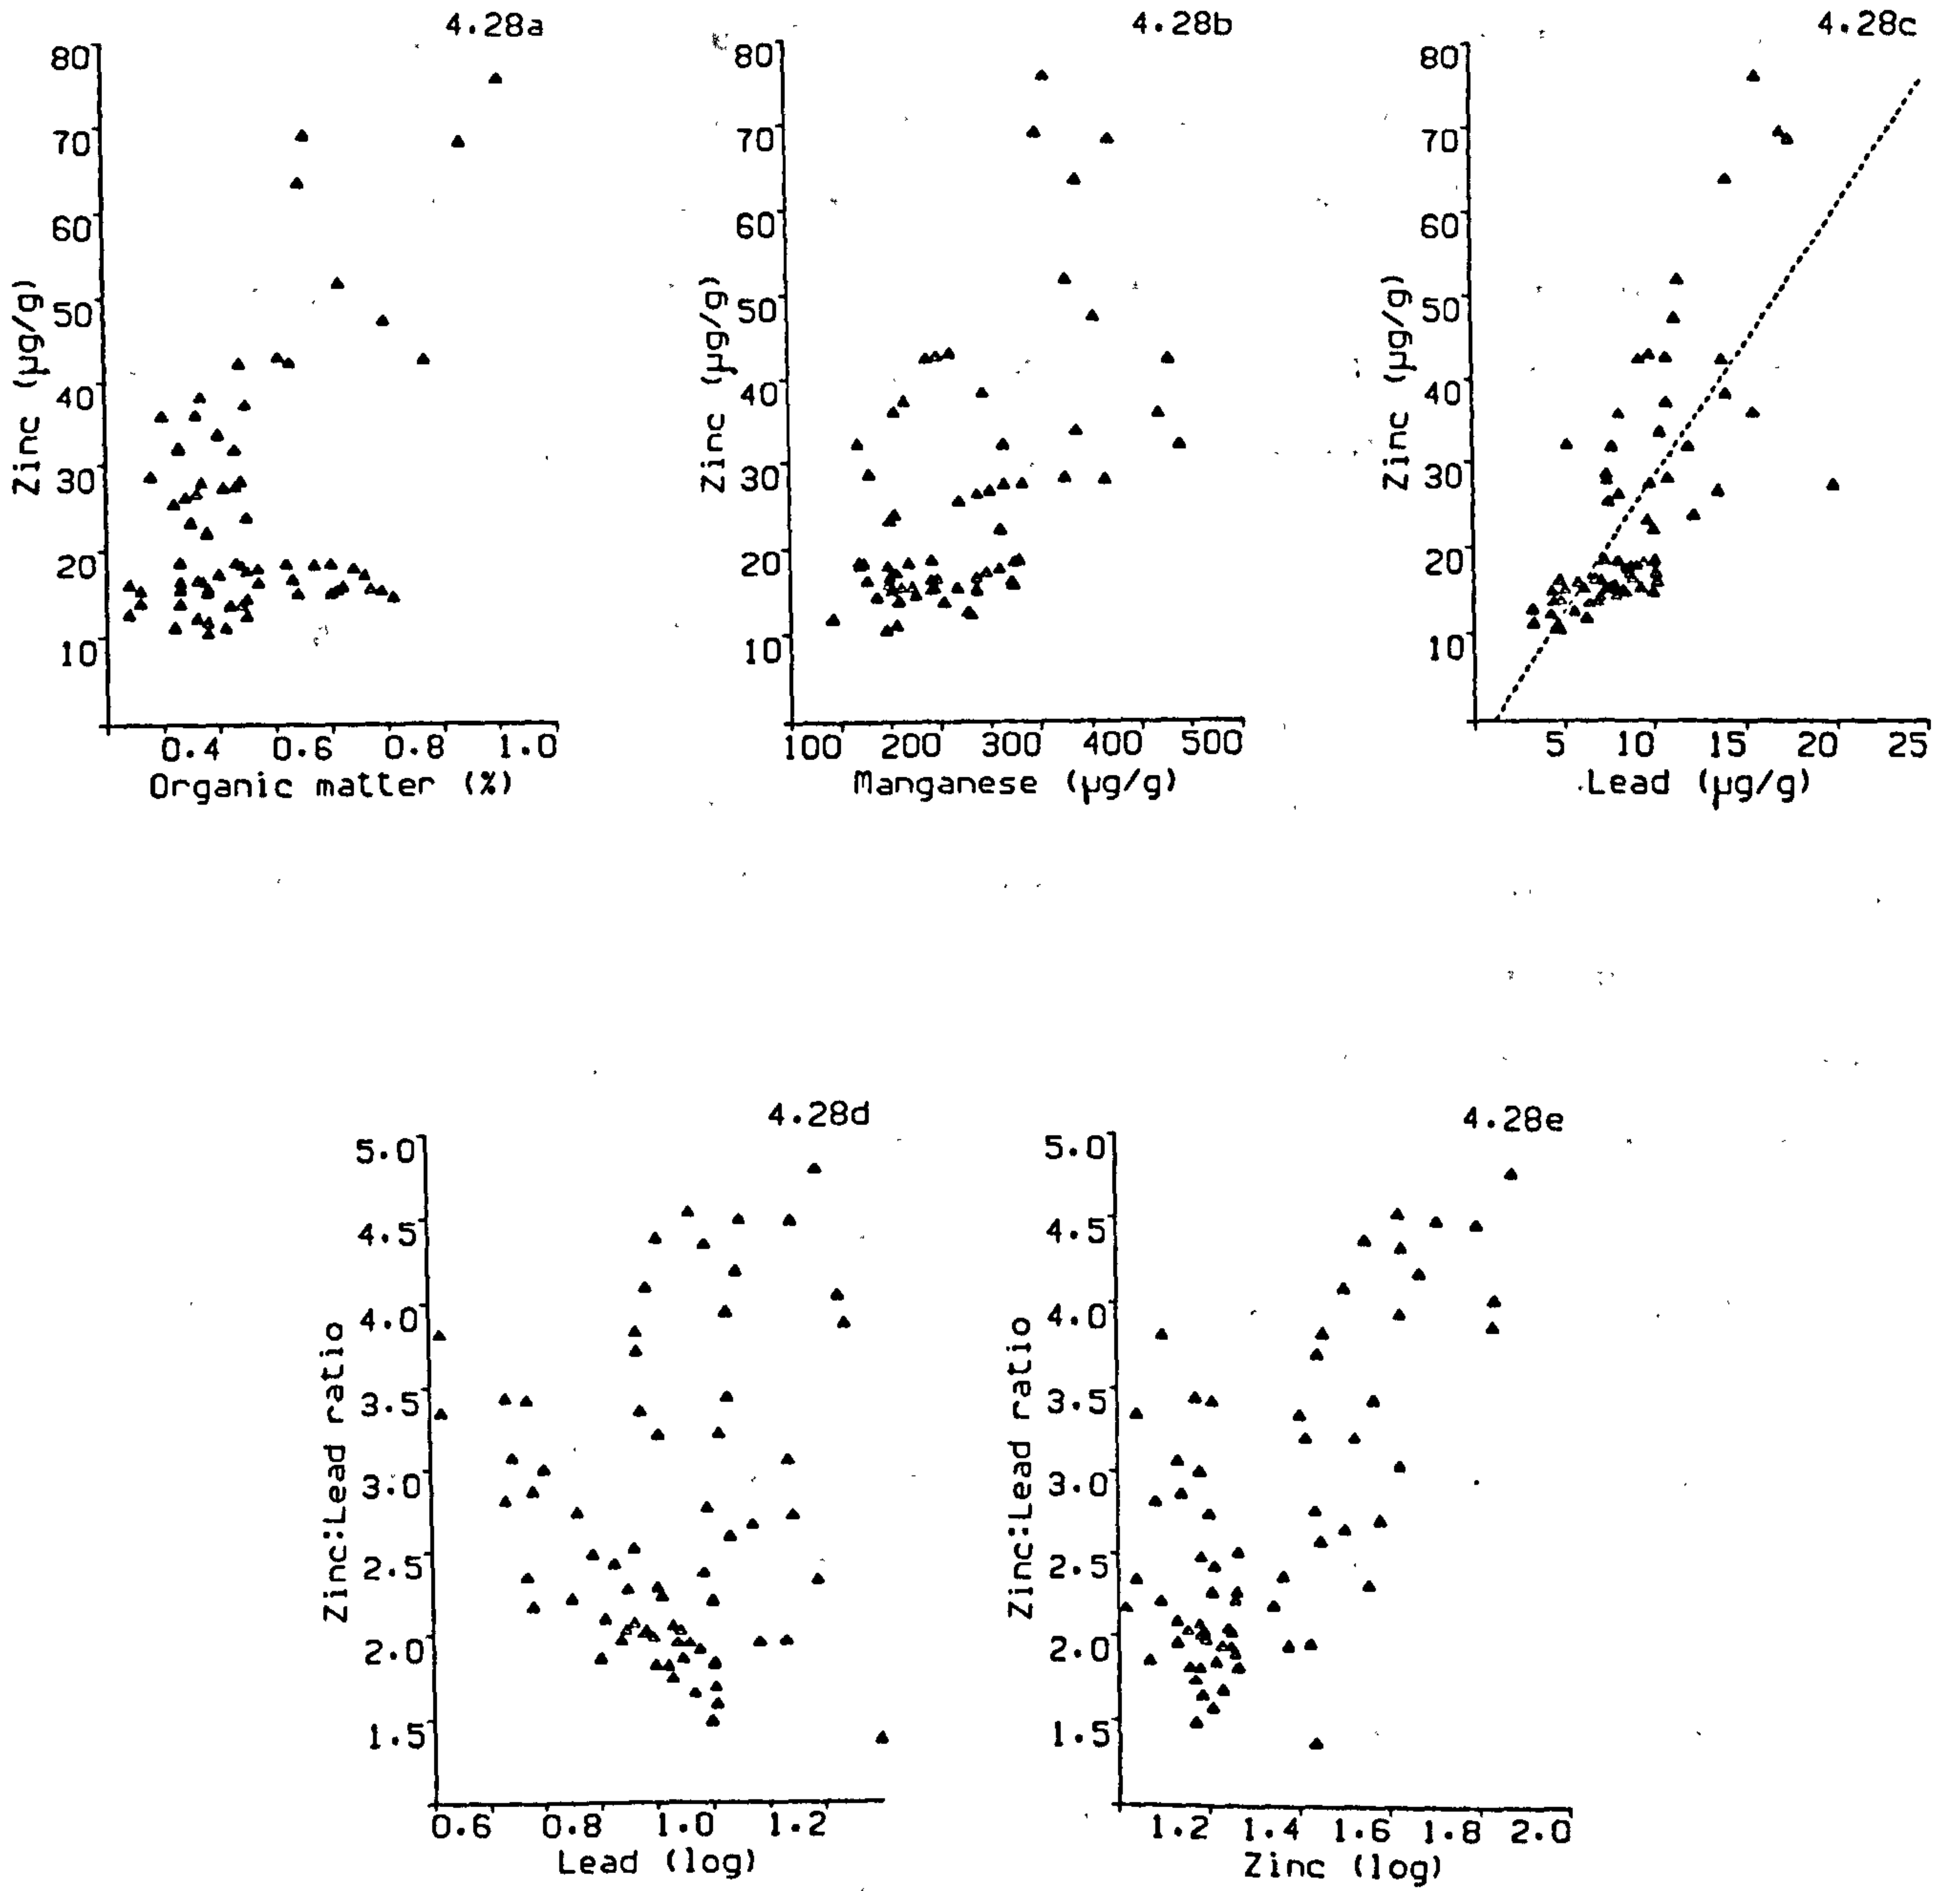 4.28a
80
70
60
50
40
30
20
10
Zinc (µg/g)
0.4 0.6 0.8 1.0
Organic matter (%)
4.28b
80
70
60
50
40
30
20
10
Zinc (µg/g)
100 200 300 400 500
Manganese (µg/g)
4.28c
80
70
60
50
40
30
20
10
Zinc (µg/g)
5 10 15 20 25
Lead (µg/g)
4.28d
5.0
4.5
4.0
3.5
3.0
2.5
2.0
1.5
Zinc:Lead ratio
0.6 0.8 1.0 1.2
Lead (log)
4.28e
5.0
4.5
4.0
3.5
3.0
2.5
2.0
1.5
Zinc:Lead ratio
1.2 1.4 1.6 1.8 2.0
Zinc (log)